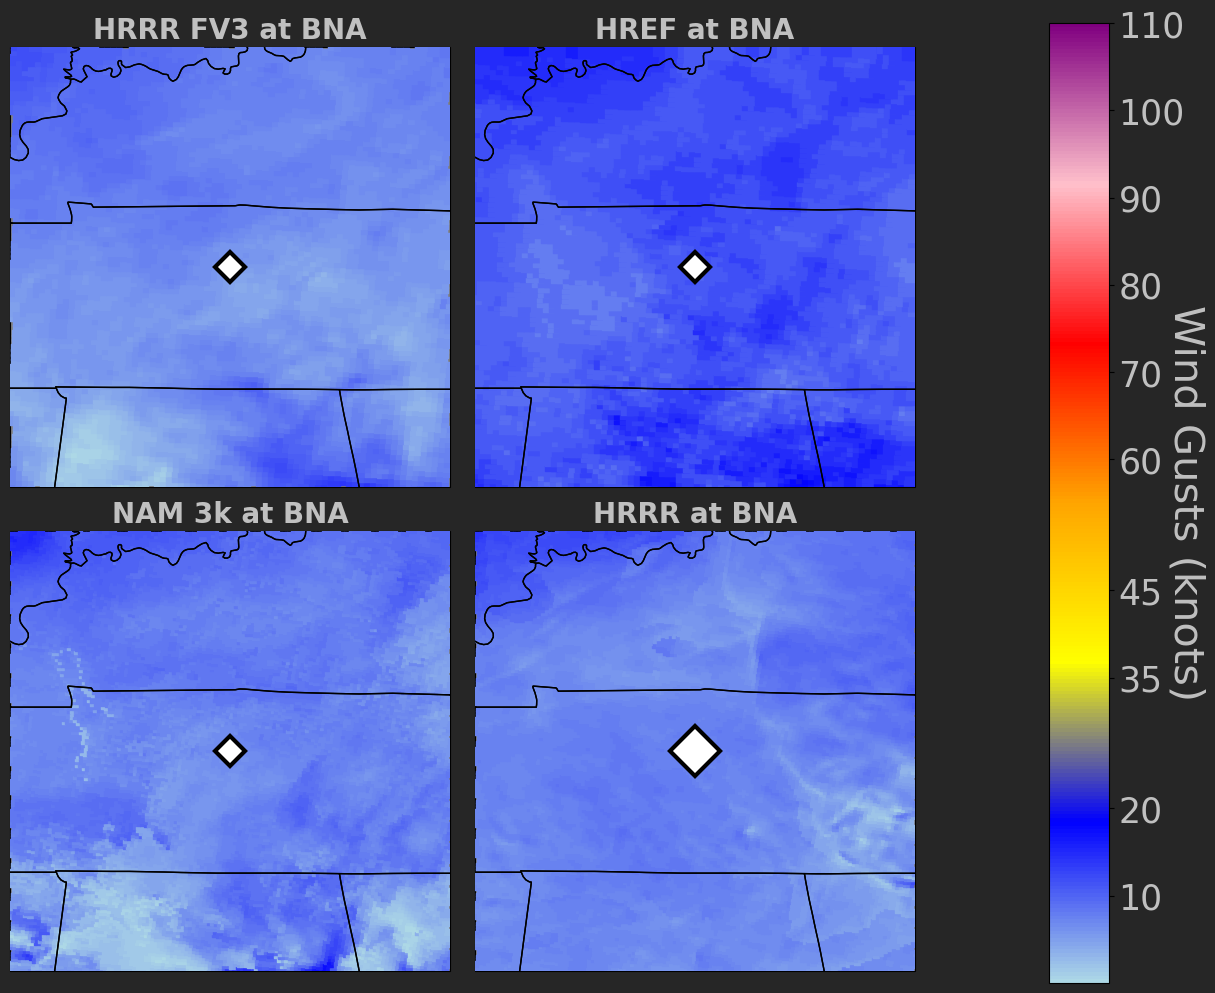 HRRR FV3 at BNA
HREF at BNA
NAM 3k at BNA
HRRR at BNA
110
100
90
80
70
60
45
35
20
10
Wind Gusts (knots)